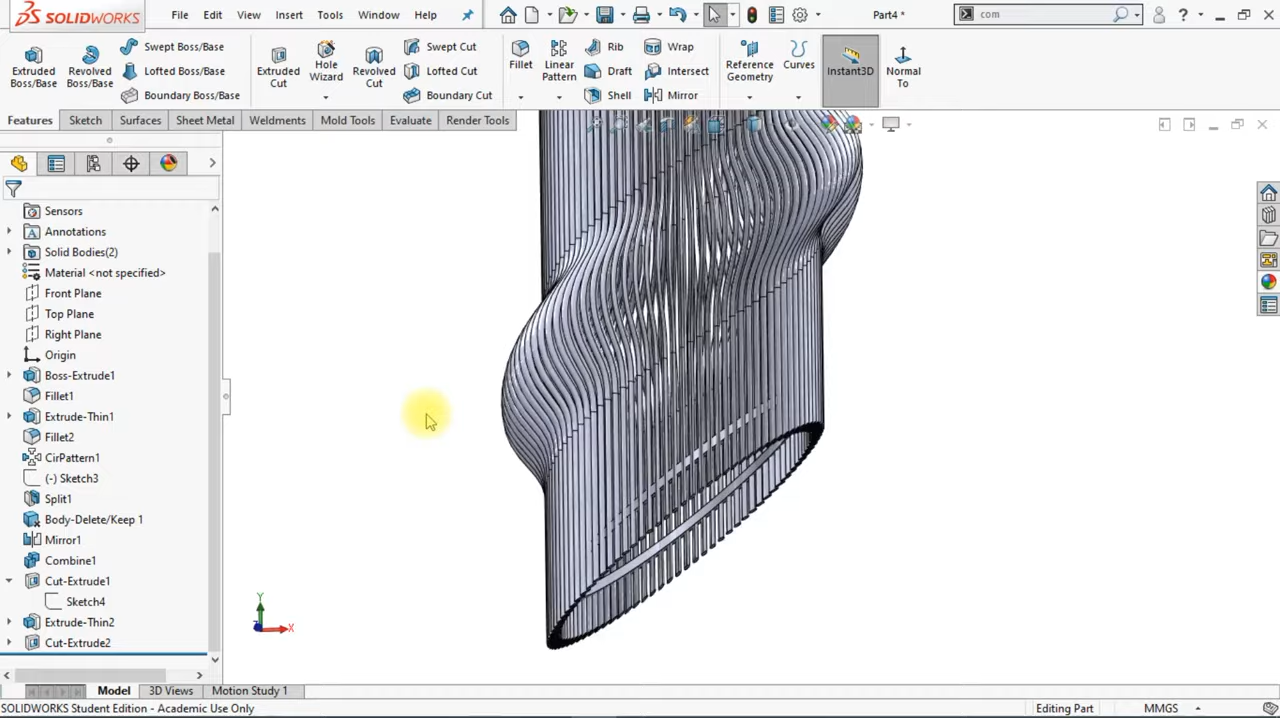 SOLIDWORKS File Edit View Insert Tools Window Help Part4 * com ?
Extruded Boss/Base
Revolved Boss/Base
Swept Boss/Base
Lofted Boss/Base
Boundary Boss/Base
Extruded Cut
Hole Wizard
Revolved Cut
Swept Cut
Lofted Cut
Boundary Cut
Fillet
Linear Pattern
Rib
Draft
Shell
Wrap
Intersect
Mirror
Reference Geometry
Curves
Instant3D
Normal To
Features Sketch Surfaces Sheet Metal Weldments Mold Tools Evaluate Render Tools
Sensors
Annotations
Solid Bodies(2)
Material <not specified>
Front Plane
Top Plane
Right Plane
Origin
Boss-Extrude1
Fillet1
Extrude-Thin1
Fillet2
CirPattern1
(-) Sketch3
Split1
Body-Delete/Keep 1
Mirror1
Combine1
Cut-Extrude1
Sketch4
Extrude-Thin2
Cut-Extrude2
Y
X
Model 3D Views Motion Study 1
SOLIDWORKS Student Edition - Academic Use Only Editing Part MMGS